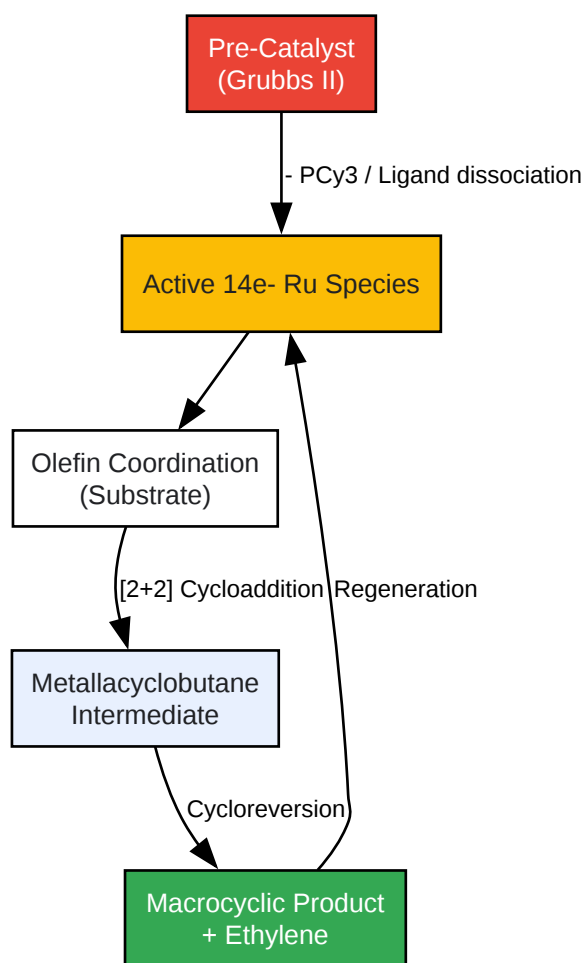 Pre-Catalyst
(Grubbs II)
- PCy3 / Ligand dissociation
Active 14e- Ru Species
Olefin Coordination
(Substrate)
[2+2] Cycloaddition
Regeneration
Metallacyclobutane
Intermediate
Cycloreversion
Macrocyclic Product
+ Ethylene